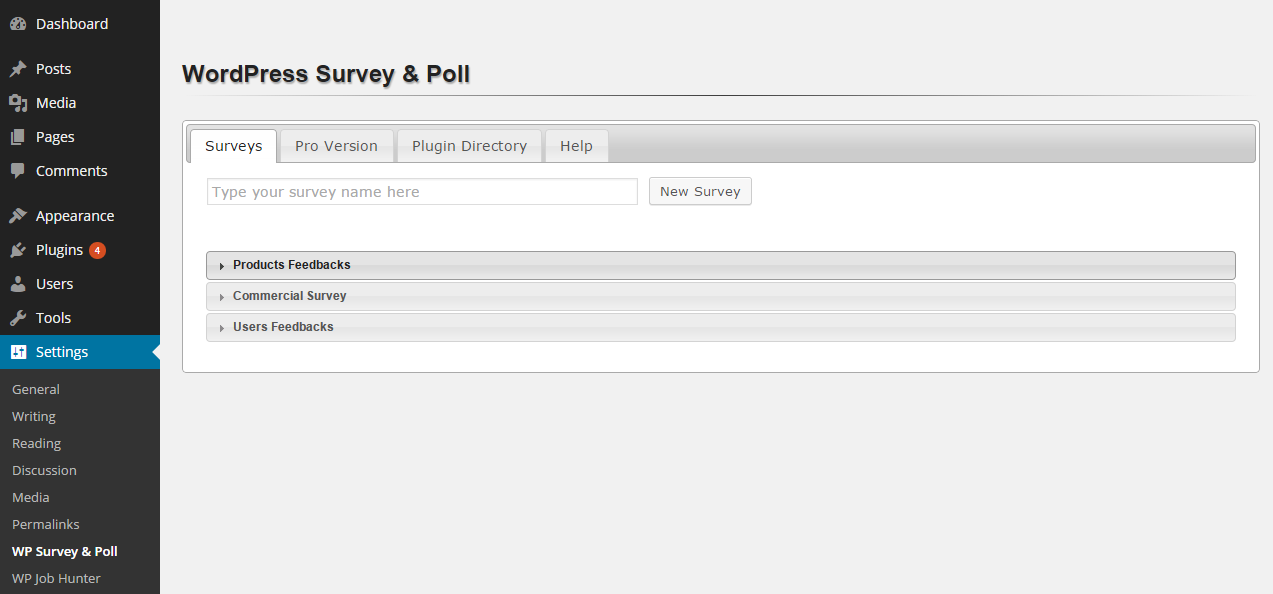 Dashboard
Posts
Media
Pages
Comments
Appearance
Plugins 4
Users
Tools
Settings
General
Writing
Reading
Discussion
Media
Permalinks
WP Survey & Poll
WP Job Hunter
WordPress Survey & Poll
Surveys Pro Version Plugin Directory Help
Type your survey name here New Survey
Products Feedbacks
Commercial Survey
Users Feedbacks